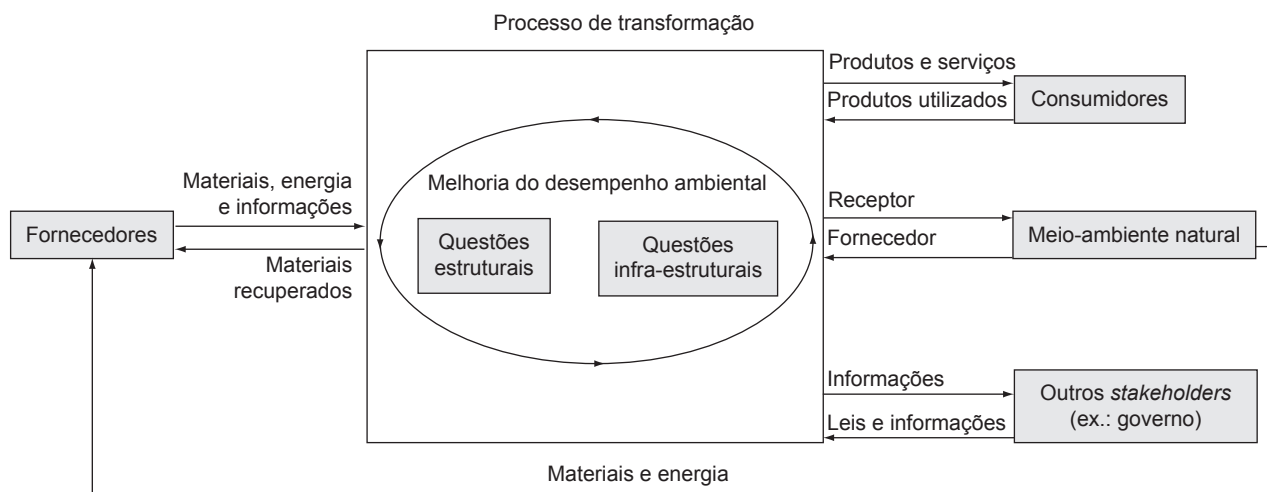 Processo de transformação
Produtos e serviços
Produtos utilizados
Consumidores
Materiais, energia
e informações
Melhoria do desempenho ambiental
Receptor
Fornecedores
Questões
estruturais
Questões
infra-estruturais
Fornecedor
Meio-ambiente natural
Materiais
recuperados
Informações
Leis e informações
Outros stakeholders
(ex.: governo)
Materiais e energia